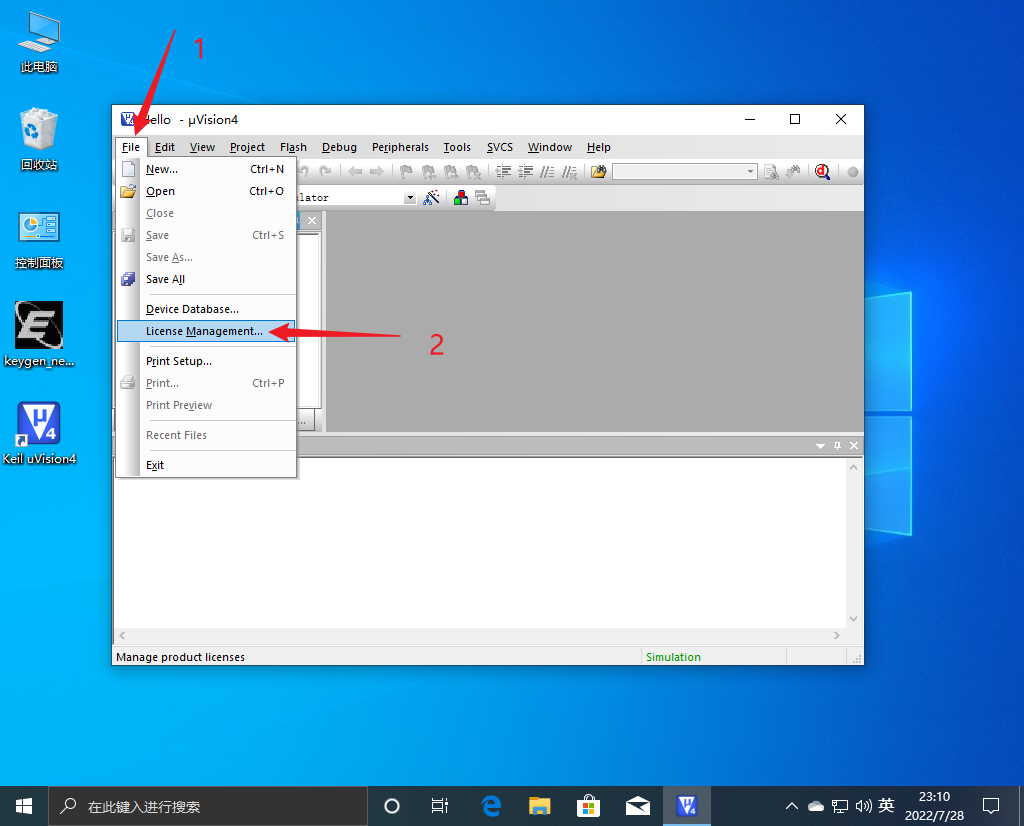 此电脑
回收站
控制面板
keygen_ne...
Keil uVision4
1
Hello - μVision4
File Edit View Project Flash Debug Peripherals Tools SVCS Window Help
New... Ctrl+N
Open Ctrl+O
Close
Save Ctrl+S
Save As...
Save All
Device Database...
License Management...
2
Print Setup...
Print... Ctrl+P
Print Preview
Recent Files
Exit
Manage product licenses
Simulation
在此键入进行搜索
英
23:10
2022/7/28